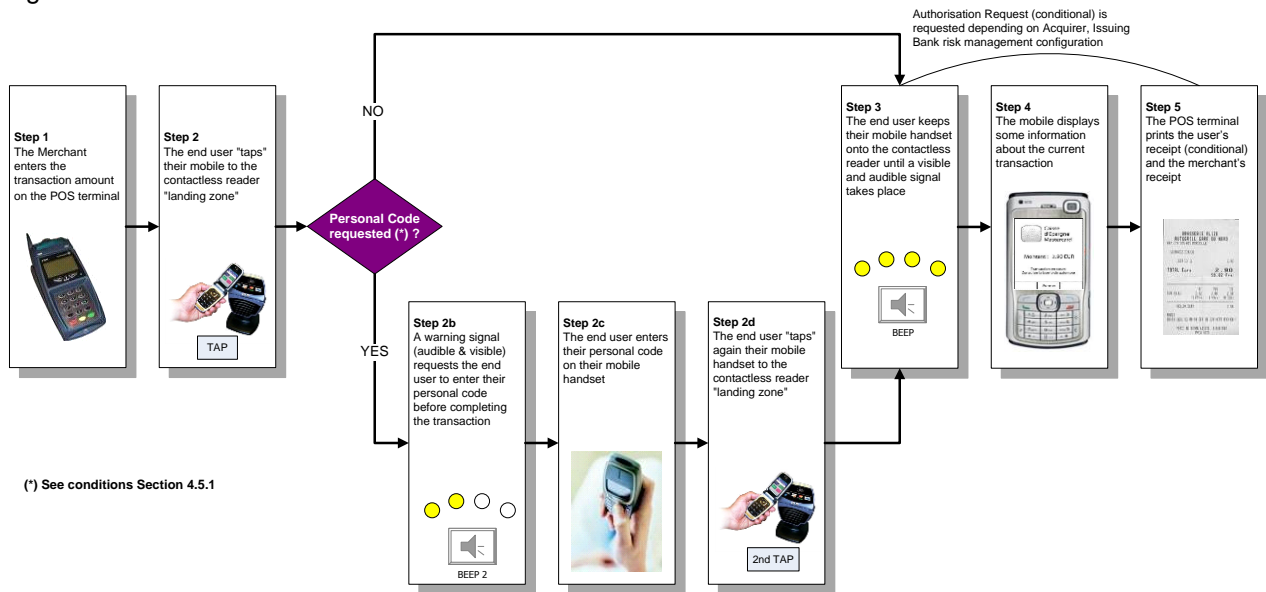 Authorisation Request (conditional) is
requested depending on Acquirer, Issuing
Bank risk management configuration
NO
Step 1
The Merchant
enters the
transaction amount
on the POS terminal
Step 2
The end user "taps"
their mobile to the
contactless reader
"landing zone"
TAP
Personal Code
requested (*) ?
YES
Step 2b
A warning signal
(audible & visible)
requests the end
user to enter their
personal code
before completing
the transaction
BEEP 2
Step 2c
The end user enters
their personal code
on their mobile
handset
Step 2d
The end user "taps"
again their mobile
handset to the
contactless reader
"landing zone"
2nd TAP
Step 3
The end user keeps
their mobile handset
onto the contactless
reader until a visible
and audible signal
takes place
BEEP
Step 4
The mobile displays
some information
about the current
transaction
Caisse
d'Epargne
Mastercard
Step 5
The POS terminal
prints the user's
receipt (conditional)
and the merchant's
receipt
TOTAL Euro 2.90
(*) See conditions Section 4.5.1